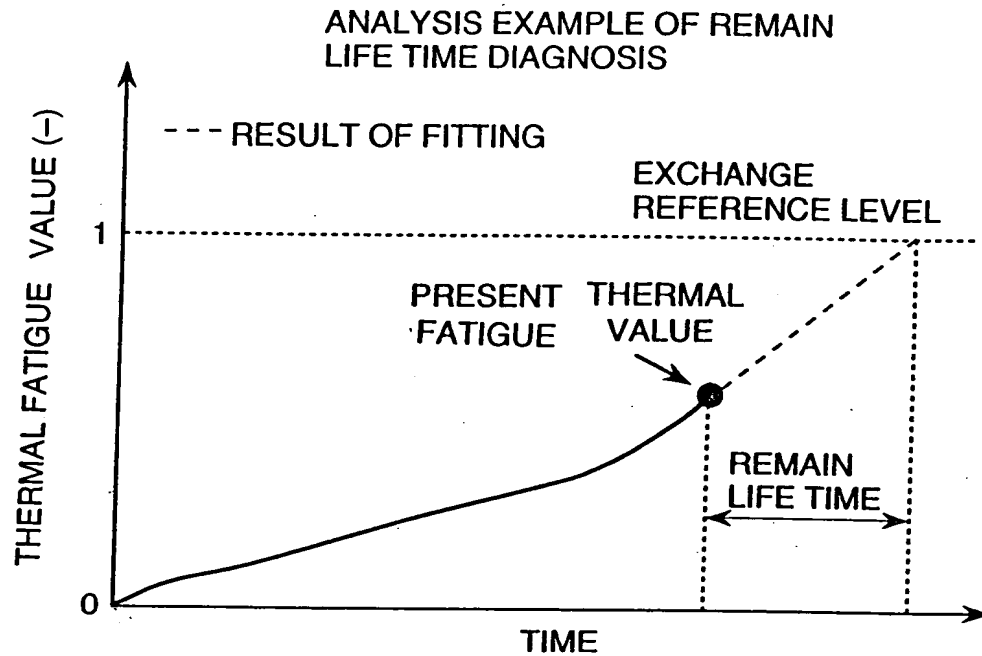 ANALYSIS EXAMPLE OF REMAIN
LIFE TIME DIAGNOSIS
THERMAL FATIGUE VALUE (–)
--- RESULT OF FITTING
EXCHANGE
REFERENCE LEVEL
1
PRESENT THERMAL
FATIGUE VALUE
REMAIN
LIFE TIME
0
TIME